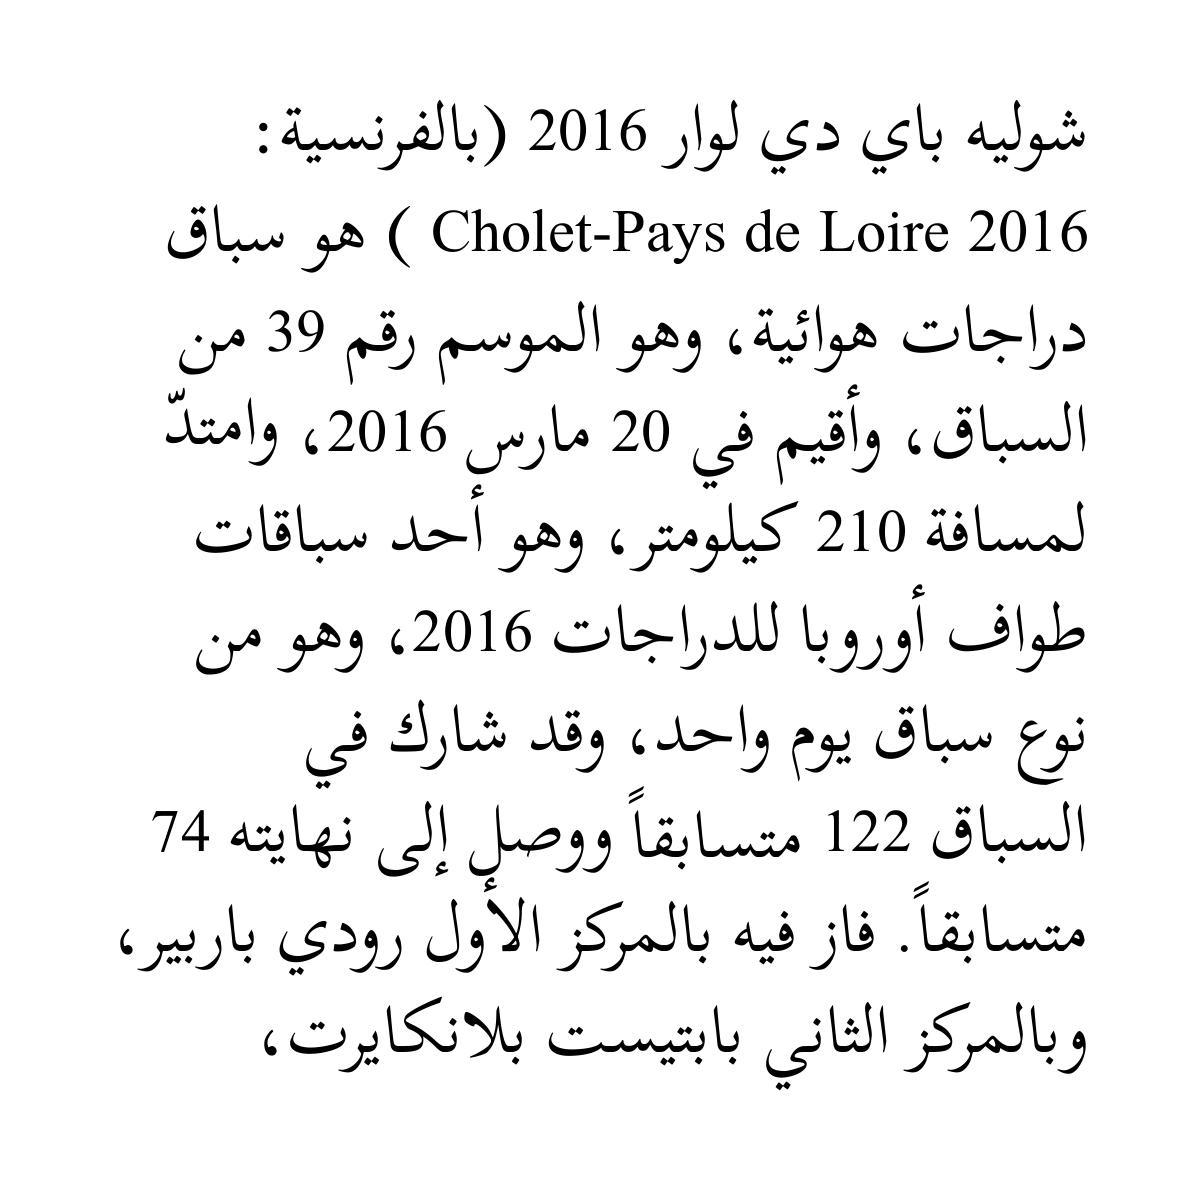 شوليه باي دي لوار 2016 (بالفرنسية:
Cholet-Pays de Loire 2016 ) هو سباق
دراجات هوائية، وهو الموسم رقم 39 من
السباق، وأقيم في 20 مارس 2016، وامتدّ
لمسافة 210 كيلومتر، وهو أحد سباقات
طواف أوروبا للدراجات 2016، وهو من
نوع سباق يوم واحد، وقد شارك في
السباق 122 متسابقاً ووصل إلى نهايته 74
متسابقاً. فاز فيه بالمركز الأول رودي باربير،
وبالمركز الثاني بابتيست بلانكايرت،